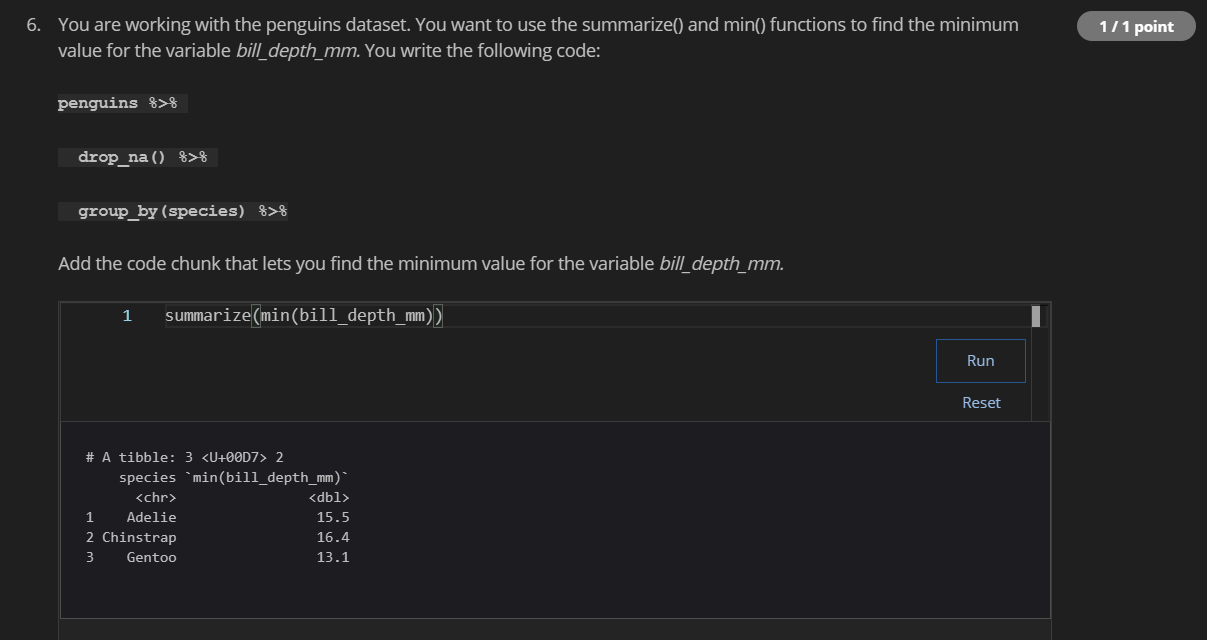 6. You are working with the penguins dataset. You want to use the summarize() and min() functions to find the minimum
1 / 1 point
value for the variable bill_depth_mm. You write the following code:
penguins %>%
drop_na() %>%
group_by(species) %>%
Add the code chunk that lets you find the minimum value for the variable bill_depth_mm.
1 summarize(min(bill_depth_mm))
Run
Reset
# A tibble: 3 <U+00D7> 2
species `min(bill_depth_mm)`
<chr> <dbl>
1 Adelie 15.5
2 Chinstrap 16.4
3 Gentoo 13.1